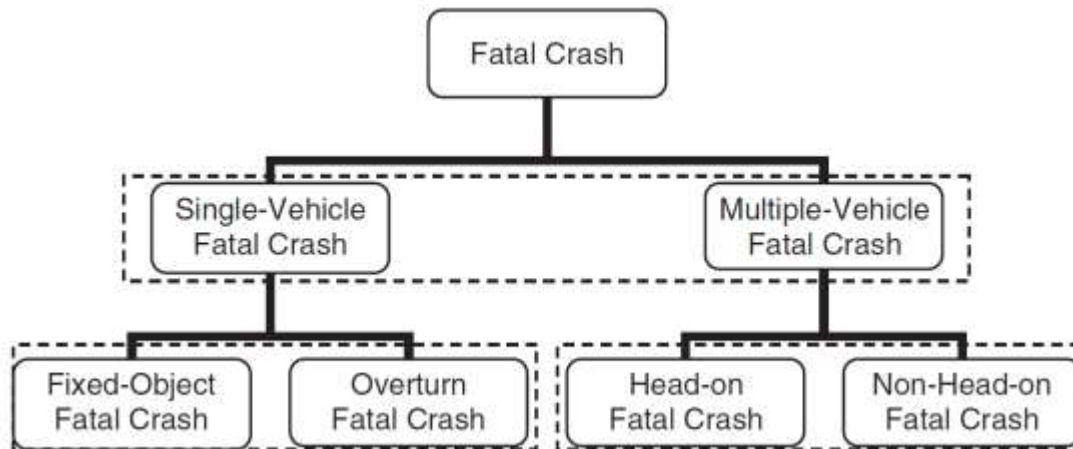 Fatal Crash
Single-Vehicle
Fatal Crash
Multiple-Vehicle
Fatal Crash
Fixed-Object
Fatal Crash
Overturn
Fatal Crash
Head-on
Fatal Crash
Non-Head-on
Fatal Crash